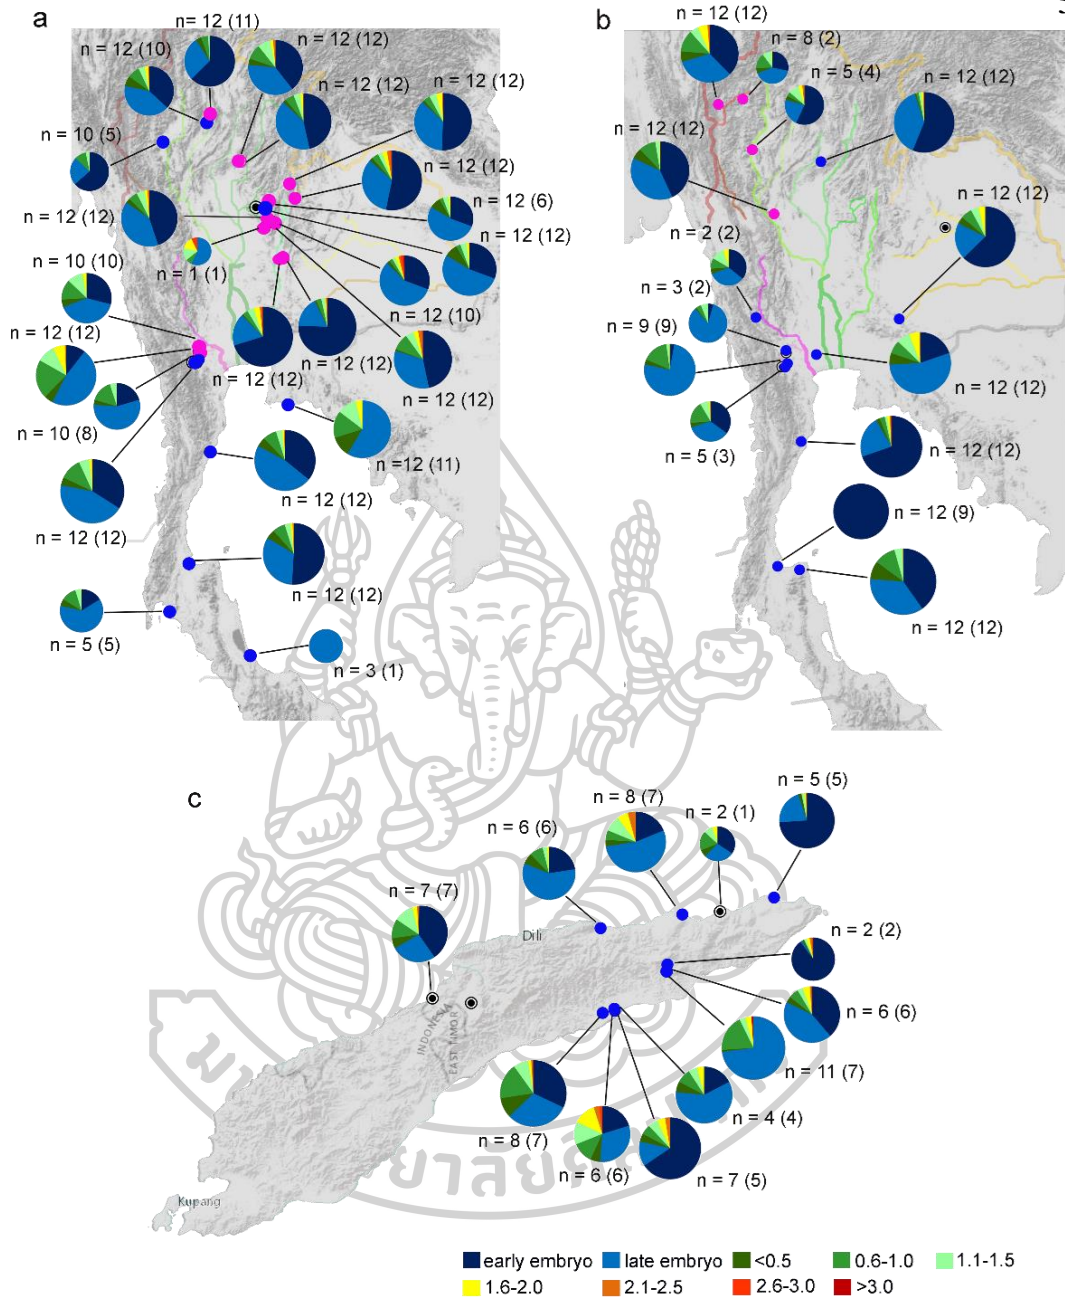 a
n= 12 (11)
n = 12 (10)
n = 12 (12)
n = 12 (12)
n = 12 (12)
n = 10 (5)
n = 12 (12)
n = 12 (6)
n = 12 (12)
n = 12 (12)
n = 1 (1)
n = 10 (10)
n = 12 (10)
n = 12 (12)
n = 12 (12)
n = 12 (12)
n = 12 (12)
n = 10 (8)
n =12 (11)
n = 12 (12)
n = 12 (12)
n = 12 (12)
n = 5 (5)
n = 3 (1)
b
n = 12 (12)
n = 8 (2)
n = 5 (4)
n = 12 (12)
n = 12 (12)
n = 12 (12)
n = 2 (2)
n = 3 (2)
n = 9 (9)
n = 12 (12)
n = 5 (3)
n = 12 (12)
n = 12 (9)
n = 12 (12)
c
n = 5 (5)
n = 8 (7)
n = 2 (1)
n = 6 (6)
n = 7 (7)
Dili
n = 2 (2)
INDONESIA
EAST TIMOR
n = 6 (6)
n = 11 (7)
n = 4 (4)
n = 8 (7)
n = 6 (6)
n = 7 (5)
Kupang
early embryo
late embryo
<0.5
0.6-1.0
1.1-1.5
1.6-2.0
2.1-2.5
2.6-3.0
>3.0